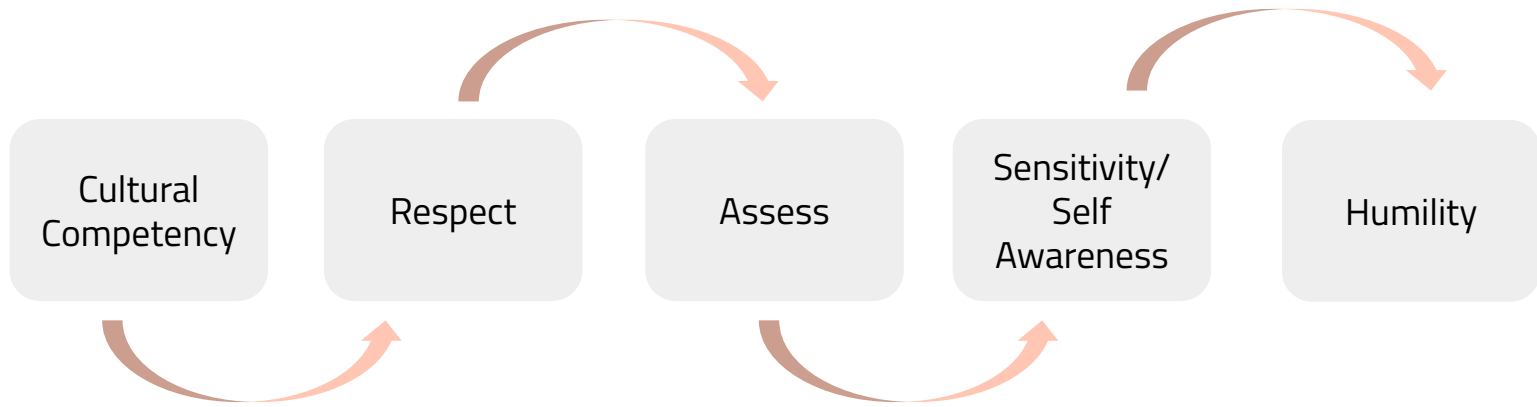 Cultural
Competency
Respect
Assess
Sensitivity/
Self
Awareness
Humility